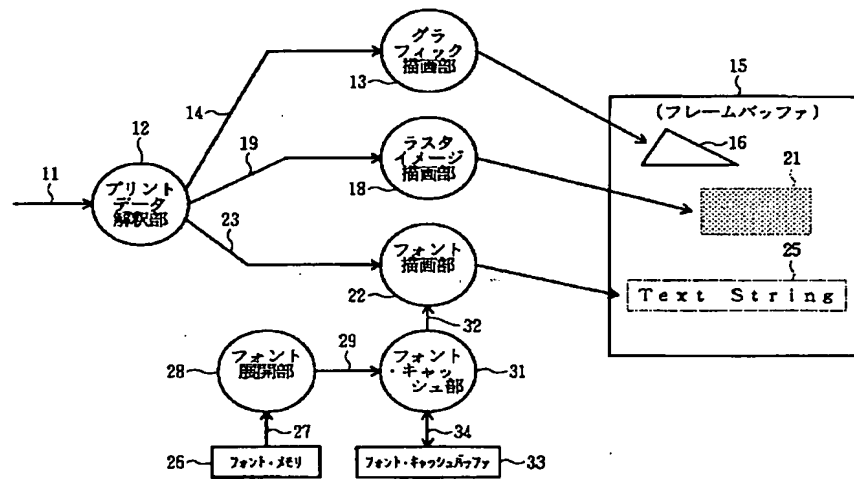 グラ
フィック
描画部
13
14
15
(フレームバッファ)
16
12
プリント
データ
解釈部
11
19
ラスタ
イメージ
描画部
18
21
23
フォント
描画部
22
25
Text String
32
28
フォント
展開部
29
フォント
・キャッ
シュ部
31
27
34
26
フォント・メモリ
フォント・キャッシュバッファ
33